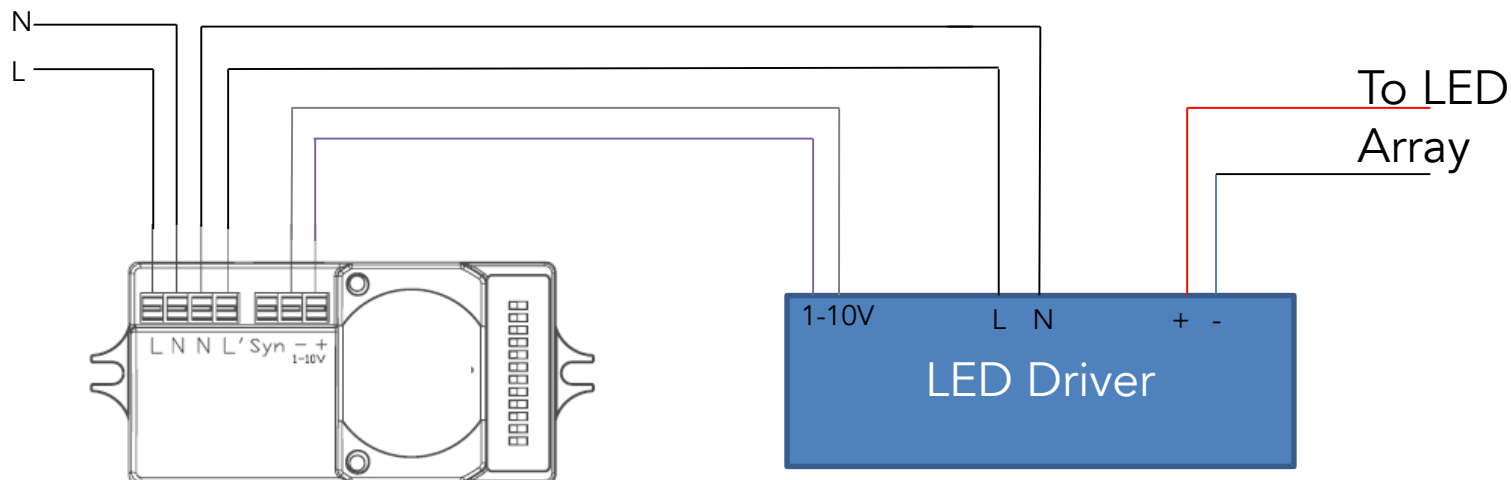 N
L
To LED
Array
L N N L' Syn - +
1-10V
1-10V L N + -
LED Driver